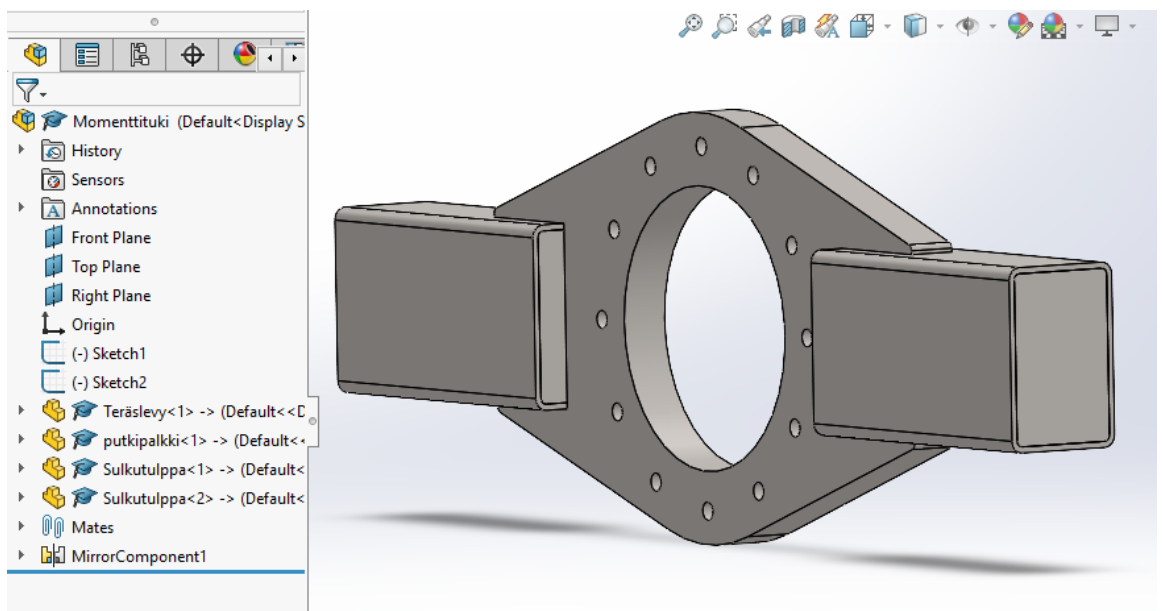 Momenttituki (Default<Display S
History
Sensors
A Annotations
Front Plane
Top Plane
Right Plane
Origin
(-) Sketch1
(-) Sketch2
Teräslevy<1> -> (Default<<D
putkipalkki<1> -> (Default<<
Sulkutulppa<1> -> (Default<
Sulkutulppa<2> -> (Default<
Mates
MirrorComponent1